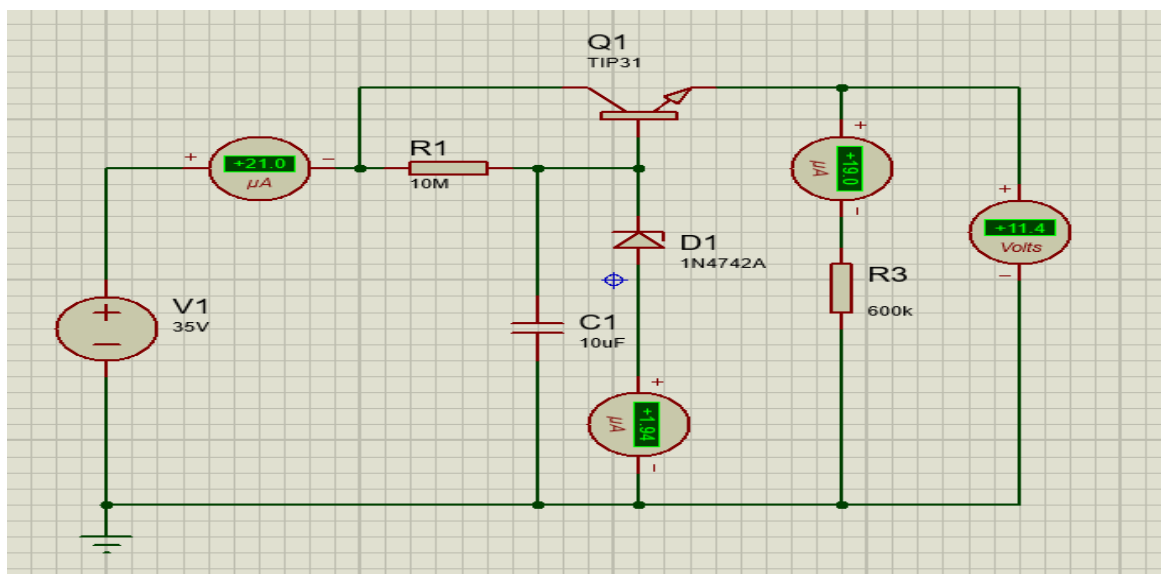 Q1
TIP31
+21.0
µA
R1
10M
+19.0
µA
+11.4
Volts
D1
1N4742A
R3
600k
V1
35V
C1
10uF
+1.94
µA